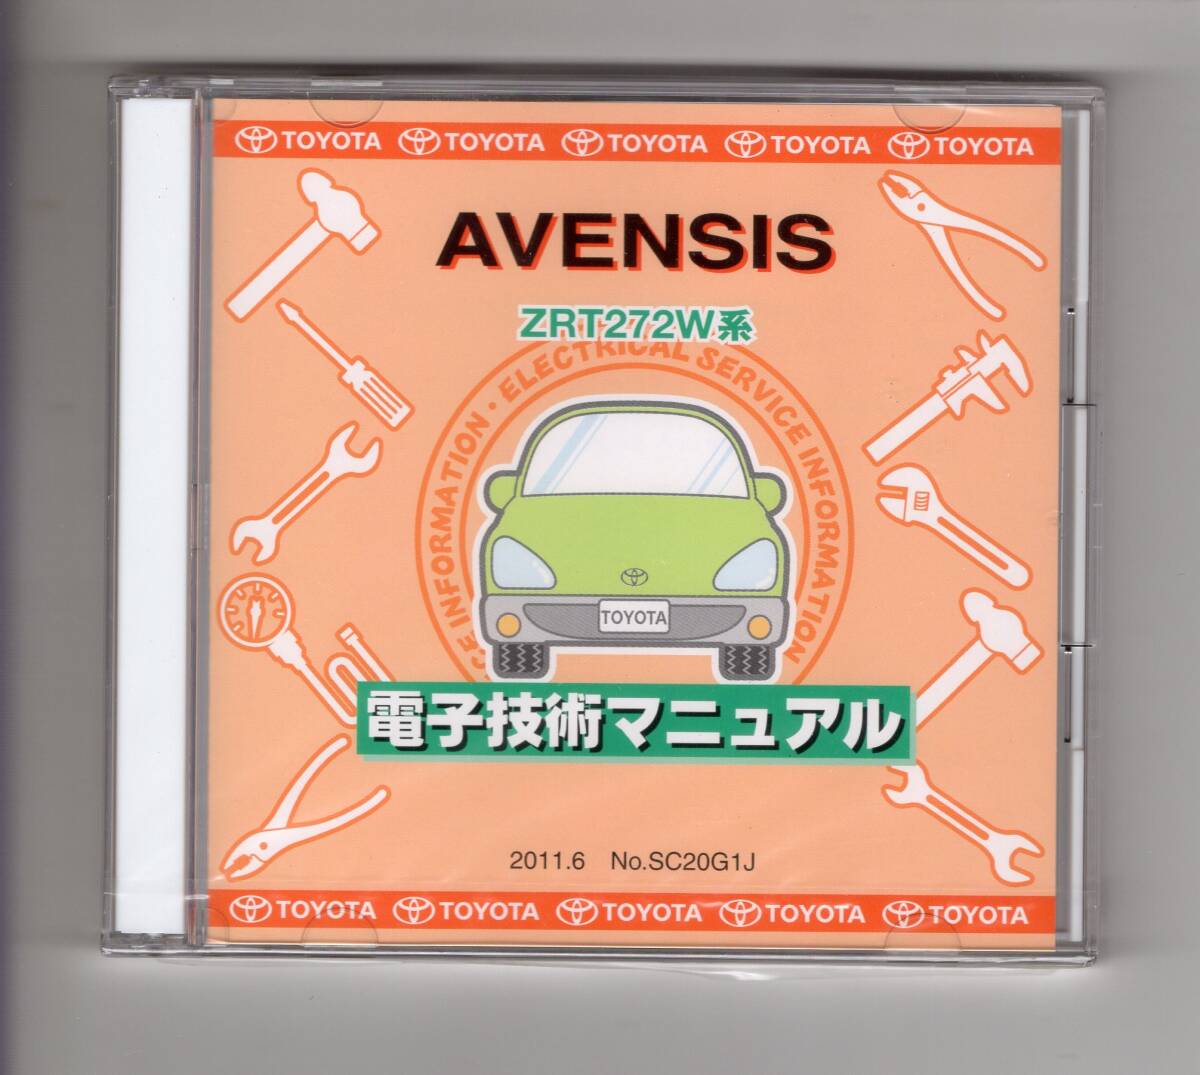 TOYOTA TOYOTA TOYOTA TOYOTA TOYOTA
AVENSIS
ZRT272W系
INFORMATION・ELECTRICAL SERVICE INFORMATION
TOYOTA
電子技術マニュアル
2011.6 No.SC20G1J
TOYOTA TOYOTA TOYOTA TOYOTA TOYOTA